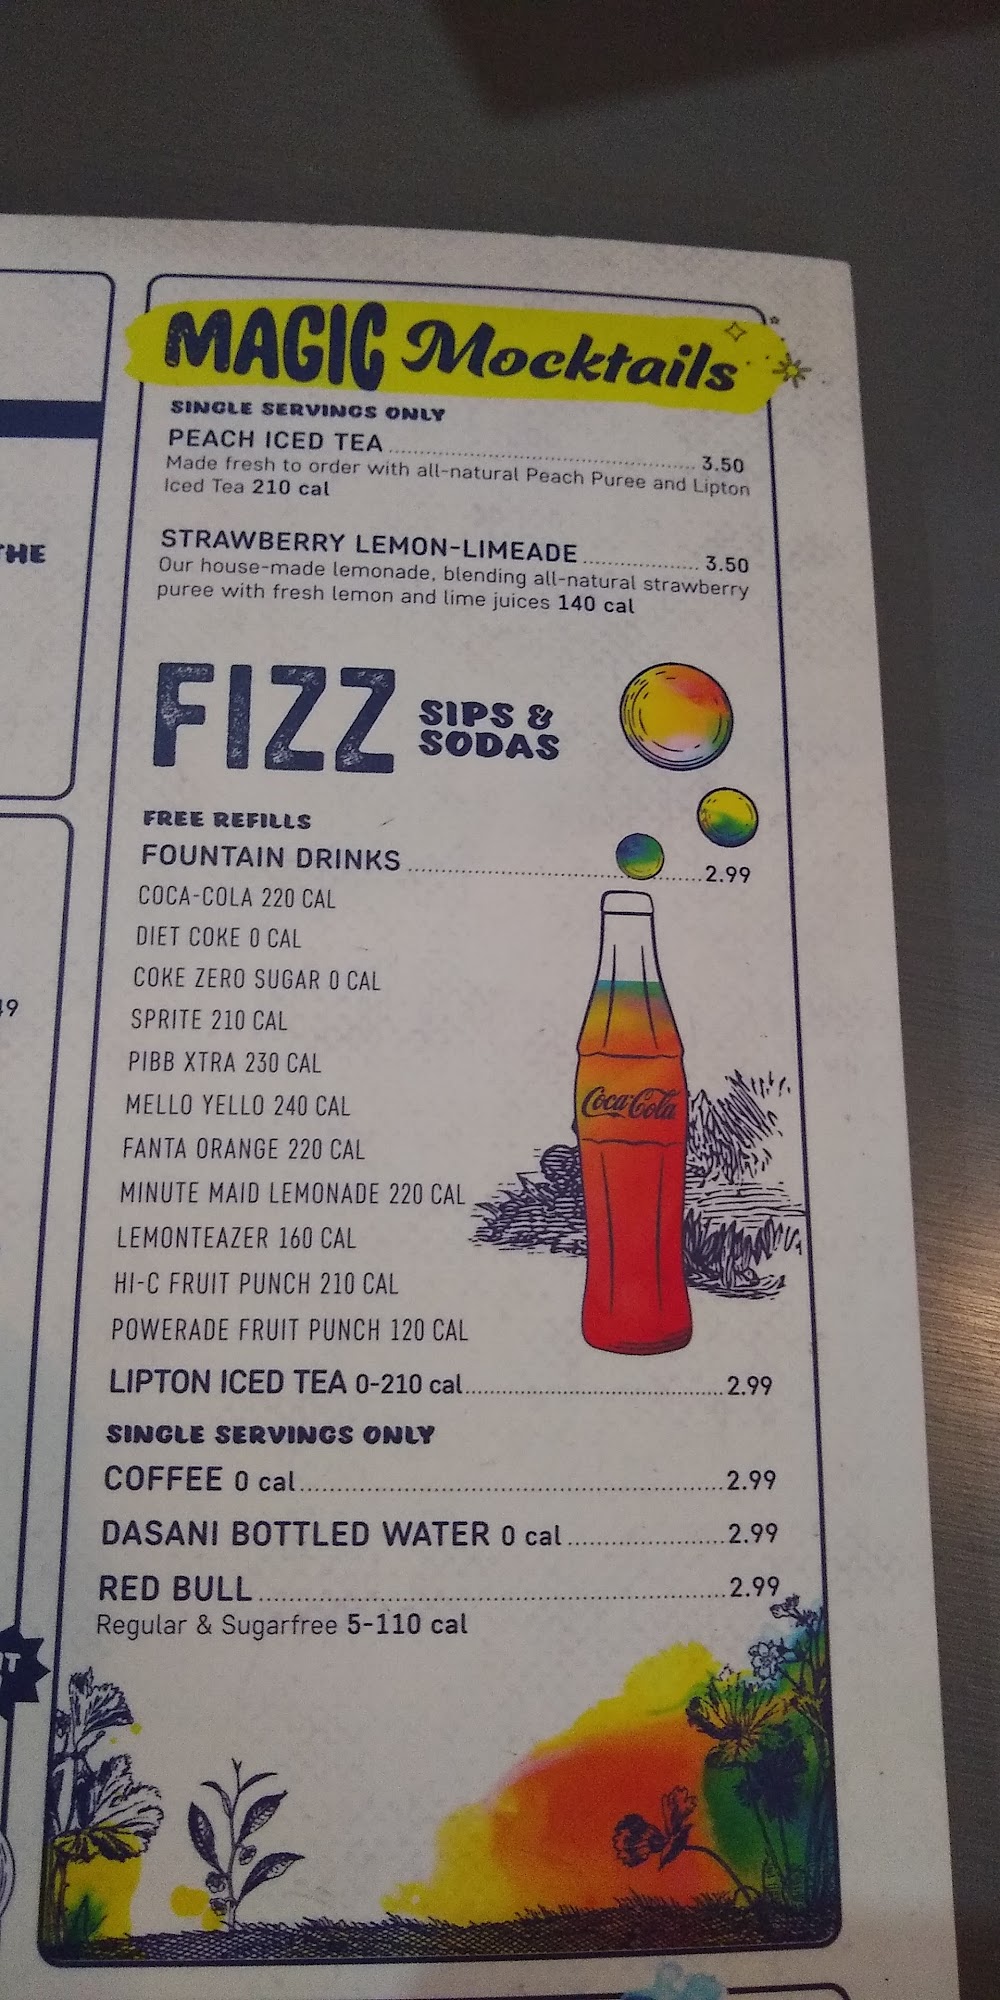 MAGIC Mocktails
SINGLE SERVINGS ONLY
PEACH ICED TEA 3.50
Made fresh to order with all-natural Peach Puree and Lipton
Iced Tea 210 cal
STRAWBERRY LEMON-LIMEADE 3.50
Our house-made lemonade, blending all-natural strawberry
puree with fresh lemon and lime juices 140 cal
FIZZ SIPS &
SODAS
FREE REFILLS
FOUNTAIN DRINKS 2.99
COCA-COLA 220 CAL
DIET COKE 0 CAL
COKE ZERO SUGAR 0 CAL
SPRITE 210 CAL
PIBB XTRA 230 CAL
MELLO YELLO 240 CAL
FANTA ORANGE 220 CAL
MINUTE MAID LEMONADE 220 CAL
LEMONTEAZER 160 CAL
HI-C FRUIT PUNCH 210 CAL
POWERADE FRUIT PUNCH 120 CAL
Coca-Cola
LIPTON ICED TEA 0-210 cal 2.99
SINGLE SERVINGS ONLY
COFFEE 0 cal 2.99
DASANI BOTTLED WATER 0 cal 2.99
RED BULL 2.99
Regular & Sugarfree 5-110 cal
THE